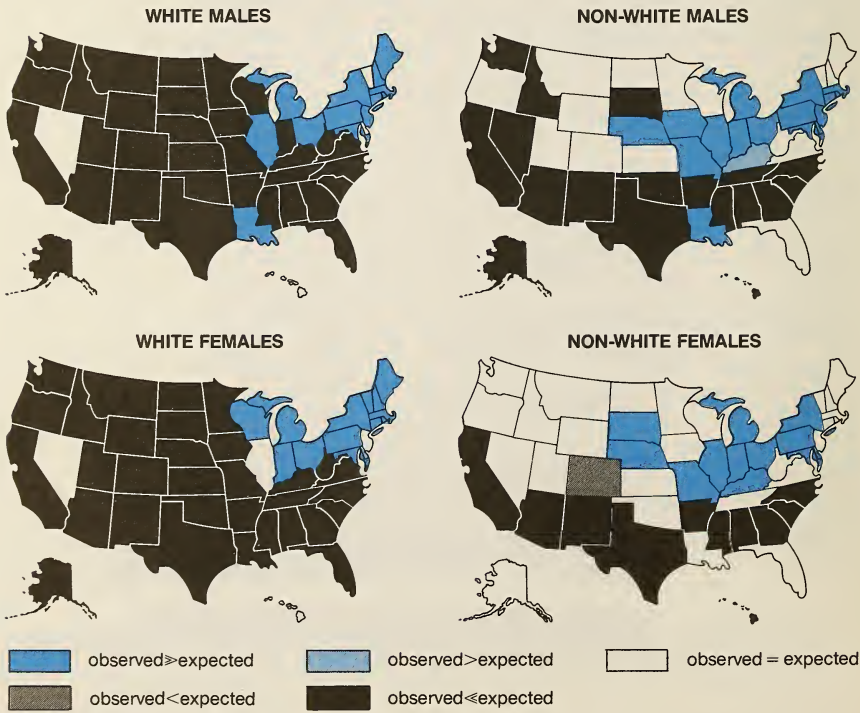 WHITE MALES
NON-WHITE MALES
WHITE FEMALES
NON-WHITE FEMALES
observed⪢expected
observed>expected
observed = expected
observed<expected
observed⪡expected